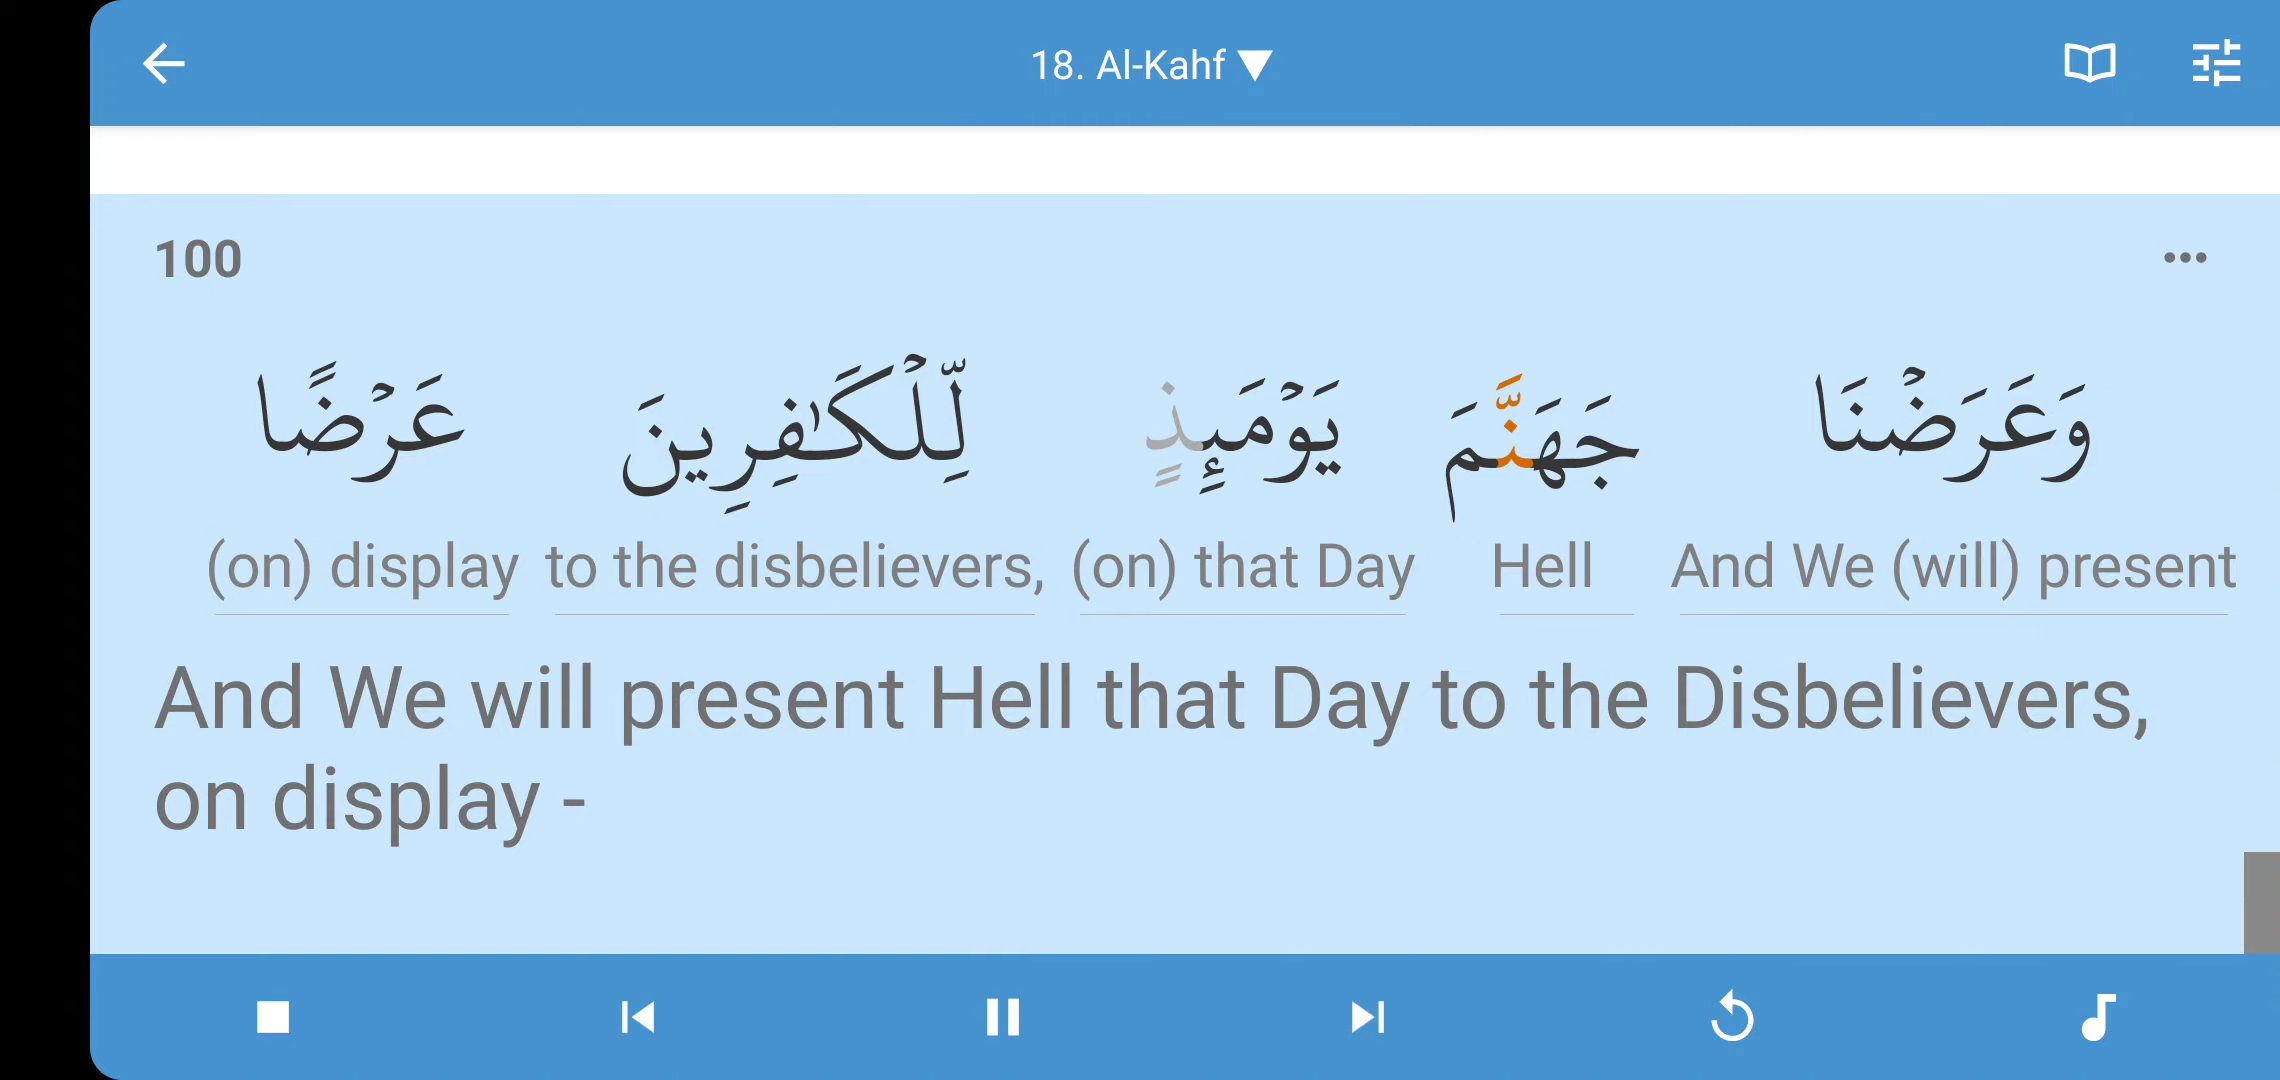 18. Al-Kahf ▼
100
وَعَرَضْنَا جَهَنَّمَ يَوْمَئِذٍ لِّلْكَـٰفِرِينَ عَرْضًا
(on) display to the disbelievers, (on) that Day Hell And We (will) present
And We will present Hell that Day to the Disbelievers,
on display -